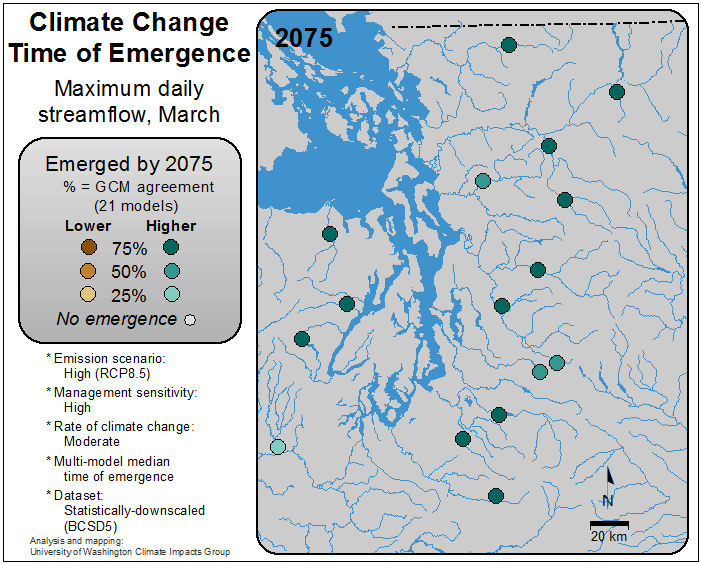 Climate Change
Time of Emergence
Maximum daily
streamflow, March
Emerged by 2075
% = GCM agreement
(21 models)
Lower Higher
75%
50%
25%
No emergence
* Emission scenario:
High (RCP8.5)
* Management sensitivity:
High
* Rate of climate change:
Moderate
* Multi-model median
time of emergence
* Dataset:
Statistically-downscaled
(BCSD5)
Analysis and mapping:
University of Washington Climate Impacts Group
2075
N
20 km